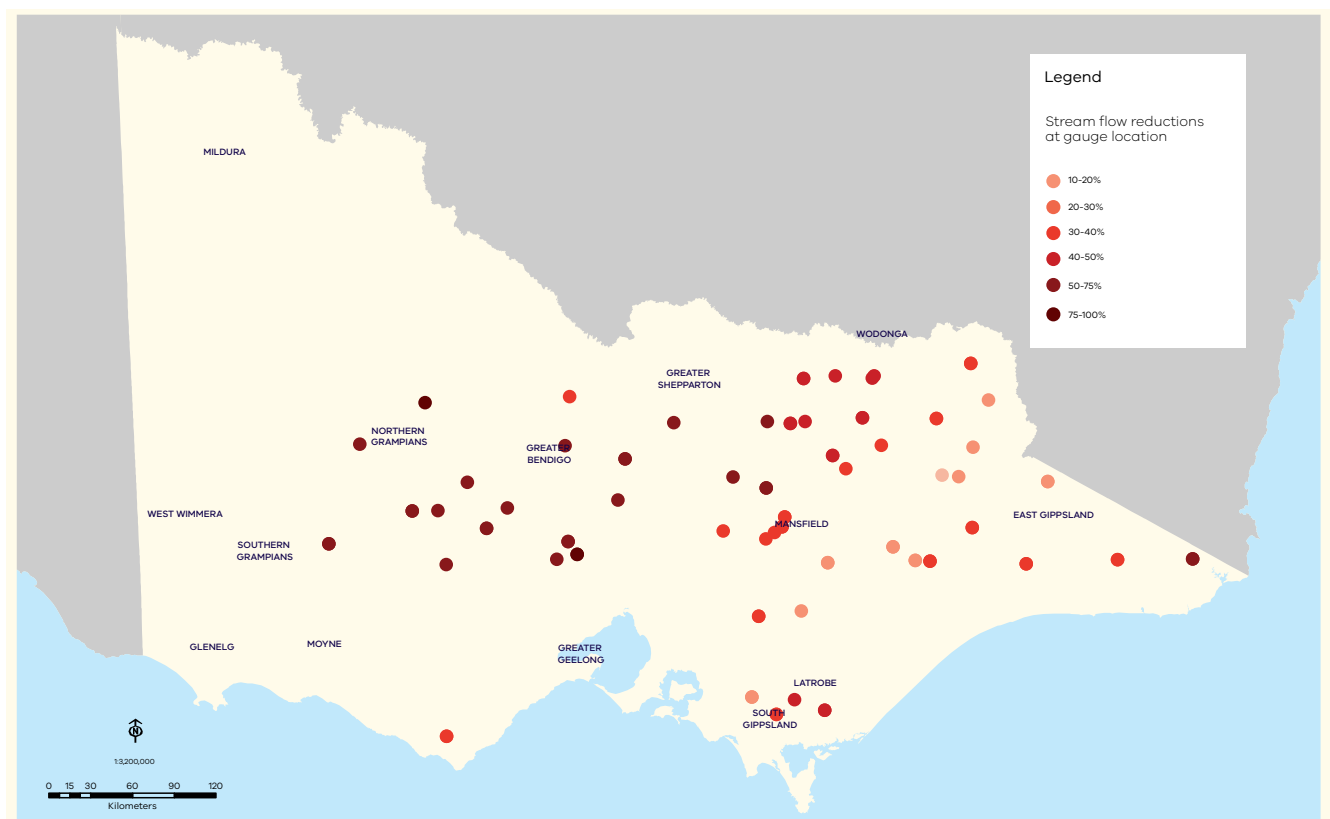 Legend
Stream flow reductions
at gauge location
10-20%
20-30%
30-40%
40-50%
50-75%
75-100%
MILDURA
WODONGA
GREATER
SHEPPARTON
NORTHERN
GRAMPIANS
GREATER
BENDIGO
WEST WIMMERA
MANSFIELD
EAST GIPPSLAND
SOUTHERN
GRAMPIANS
GLENELG
MOYNE
GREATER
GEELONG
LATROBE
SOUTH
GIPPSLAND
N
1:3,200,000
0 15 30 60 90 120
Kilometers